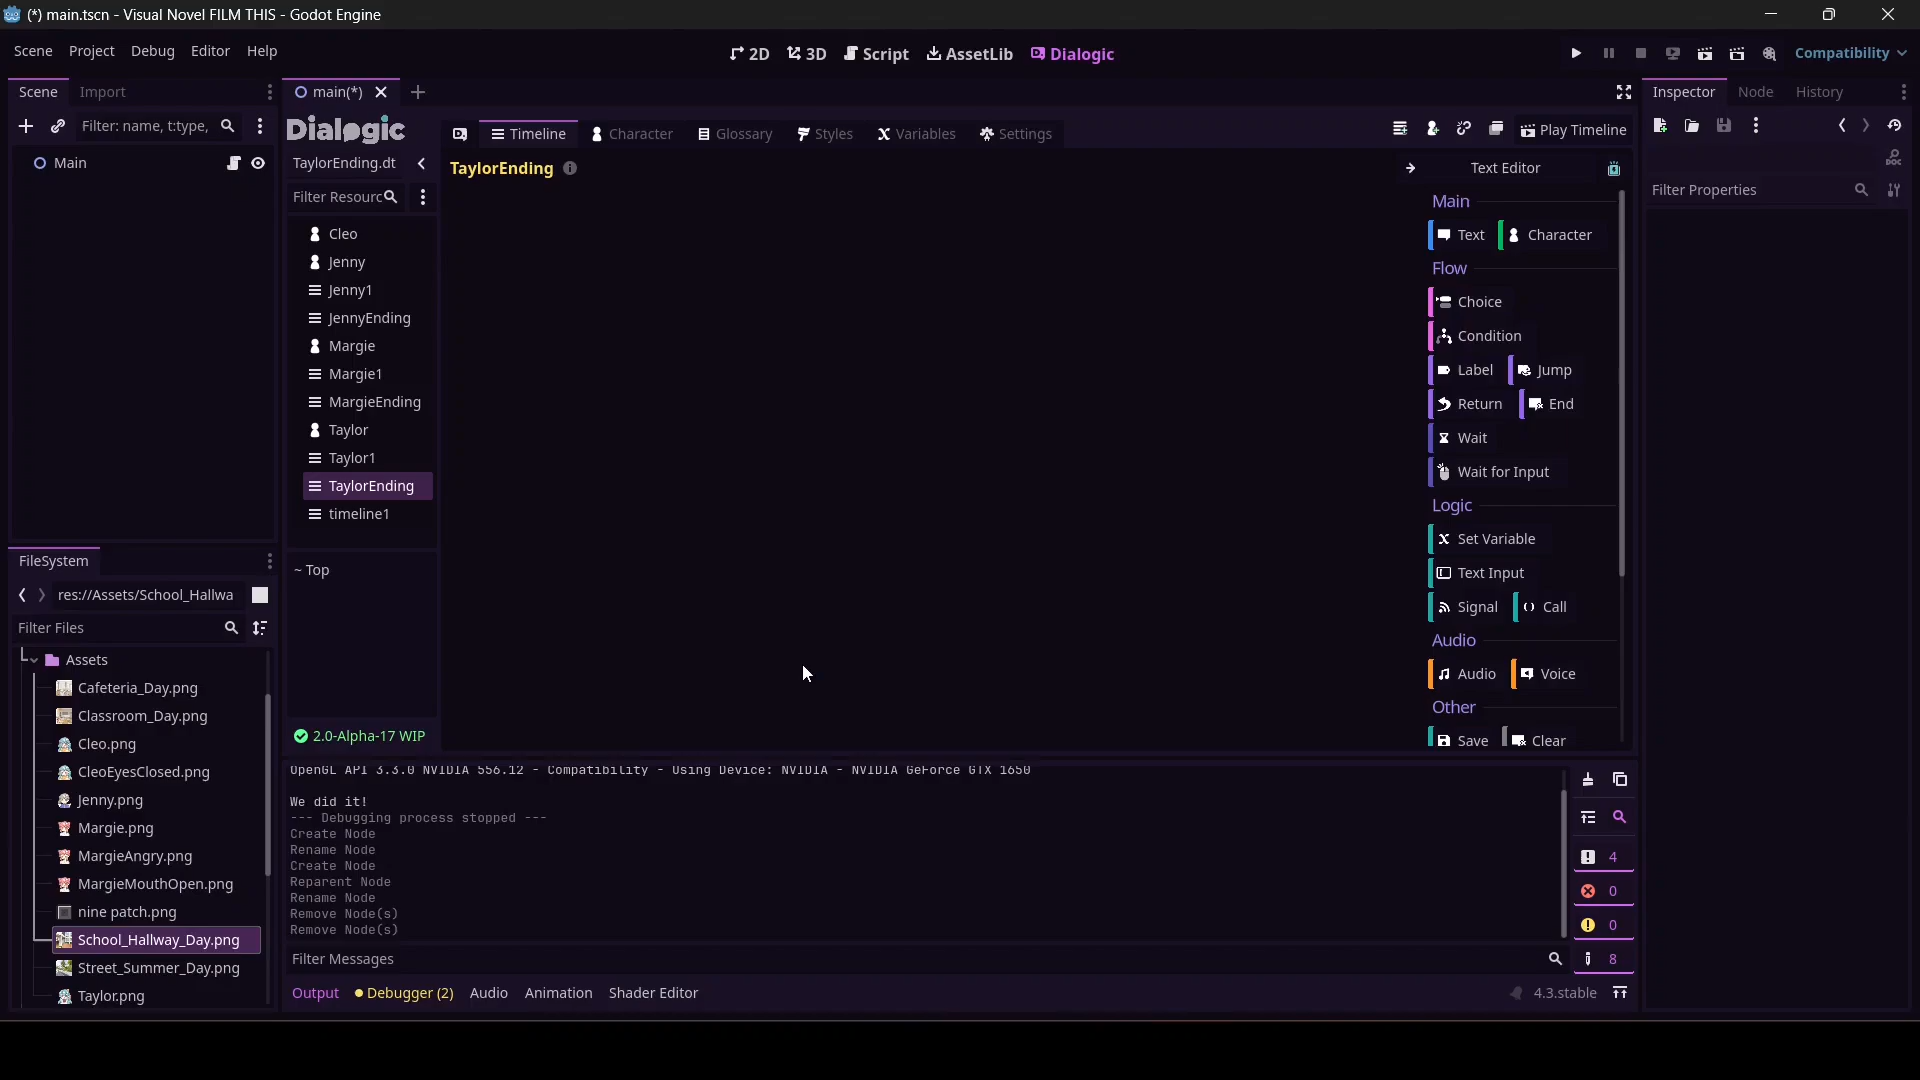 (*) main.tscn - Visual Novel FILM THIS - Godot Engine
Scene Project Debug Editor Help
2D 3D Script AssetLib Dialogic
Compatibility
Scene Import
main(*)
Inspector Node History
Filter: name, t:type,
Main
Dialogic
Timeline Character Glossary Styles Variables Settings
Play Timeline
TaylorEnding.dt
TaylorEnding
Text Editor
Filter Resourc
Filter Properties
DOC
Cleo
Jenny
Jenny1
JennyEnding
Margie
Margie1
MargieEnding
Taylor
Taylor1
TaylorEnding
timeline1
~ Top
2.0-Alpha-17 WIP
Main
Text Character
Flow
Choice
Condition
Label Jump
Return End
Wait
Wait for Input
Logic
Set Variable
Text Input
Signal Call
Audio
Audio Voice
Other
Save Clear
FileSystem
res://Assets/School_Hallwa
Filter Files
Assets
Cafeteria_Day.png
Classroom_Day.png
Cleo.png
CleoEyesClosed.png
Jenny.png
Margie.png
MargieAngry.png
MargieMouthOpen.png
nine patch.png
School_Hallway_Day.png
Street_Summer_Day.png
Taylor.png
OpenGL API 3.3.0 NVIDIA 556.12 - Compatibility - Using Device: NVIDIA - NVIDIA GeForce GTX 1650
We did it!
--- Debugging process stopped ---
Create Node
Rename Node
Create Node
Reparent Node
Rename Node
Remove Node(s)
Remove Node(s)
4
0
0
8
Filter Messages
Output Debugger (2) Audio Animation Shader Editor
4.3.stable